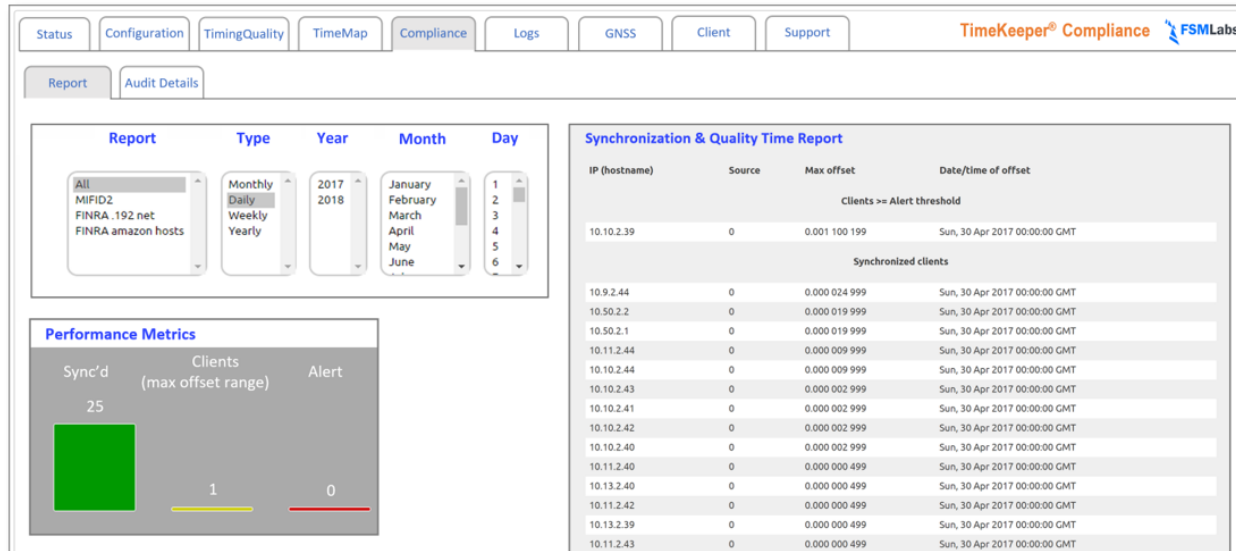 Status Configuration TimingQuality TimeMap Compliance Logs GNSS Client Support TimeKeeper® Compliance FSMLabs
Report Audit Details
Report Type Year Month Day
All
MIFID2
FINRA .192 net
FINRA amazon hosts
Monthly
Daily
Weekly
Yearly
2017
2018
January
February
March
April
May
June
1
2
3
4
5
6
Performance Metrics
Sync'd Clients (max offset range) Alert
25
1
0
Synchronization & Quality Time Report
IP (hostname) Source Max offset Date/time of offset
Clients >= Alert threshold
10.10.2.39 0 0.001 100 199 Sun, 30 Apr 2017 00:00:00 GMT
Synchronized clients
10.9.2.44 0 0.000 024 999 Sun, 30 Apr 2017 00:00:00 GMT
10.50.2.2 0 0.000 019 999 Sun, 30 Apr 2017 00:00:00 GMT
10.50.2.1 0 0.000 019 999 Sun, 30 Apr 2017 00:00:00 GMT
10.11.2.44 0 0.000 009 999 Sun, 30 Apr 2017 00:00:00 GMT
10.10.2.44 0 0.000 009 999 Sun, 30 Apr 2017 00:00:00 GMT
10.10.2.43 0 0.000 002 999 Sun, 30 Apr 2017 00:00:00 GMT
10.10.2.41 0 0.000 002 999 Sun, 30 Apr 2017 00:00:00 GMT
10.10.2.42 0 0.000 002 999 Sun, 30 Apr 2017 00:00:00 GMT
10.10.2.40 0 0.000 002 999 Sun, 30 Apr 2017 00:00:00 GMT
10.11.2.40 0 0.000 000 499 Sun, 30 Apr 2017 00:00:00 GMT
10.13.2.40 0 0.000 000 499 Sun, 30 Apr 2017 00:00:00 GMT
10.11.2.42 0 0.000 000 499 Sun, 30 Apr 2017 00:00:00 GMT
10.13.2.39 0 0.000 000 499 Sun, 30 Apr 2017 00:00:00 GMT
10.11.2.43 0 0.000 000 499 Sun, 30 Apr 2017 00:00:00 GMT